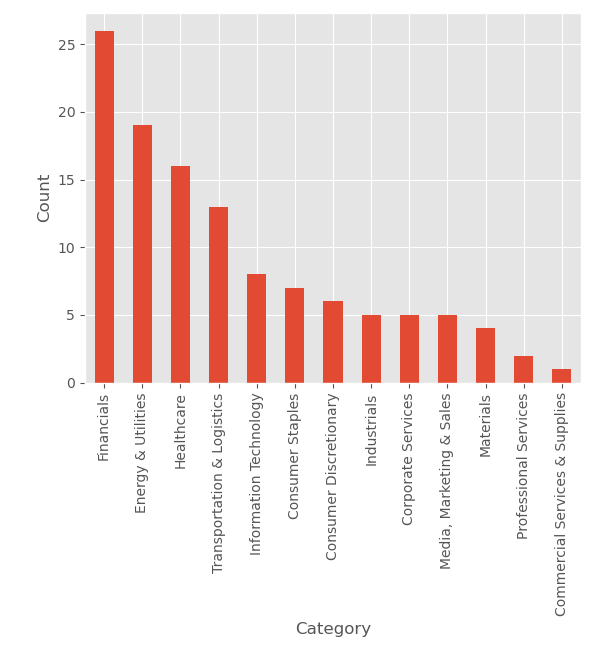 25
20
15
10
5
0
Count
Financials
Energy & Utilities
Healthcare
Transportation & Logistics
Information Technology
Consumer Staples
Consumer Discretionary
Industrials
Corporate Services
Media, Marketing & Sales
Materials
Professional Services
Commercial Services & Supplies
Category